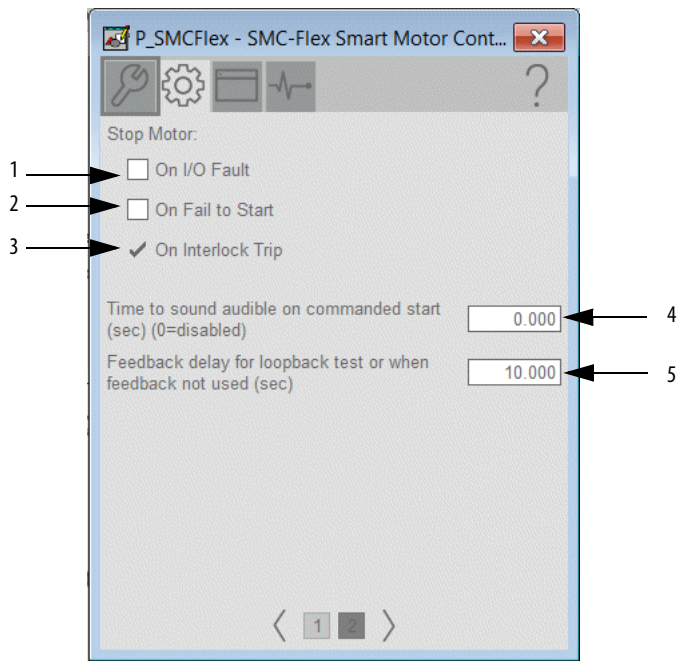 P_SMCFlex - SMC-Flex Smart Motor Cont...
?
Stop Motor:
1
On I/O Fault
2
On Fail to Start
3
On Interlock Trip
Time to sound audible on commanded start
(sec) (0=disabled)
0.000
4
Feedback delay for loopback test or when
feedback not used (sec)
10.000
5
1 2